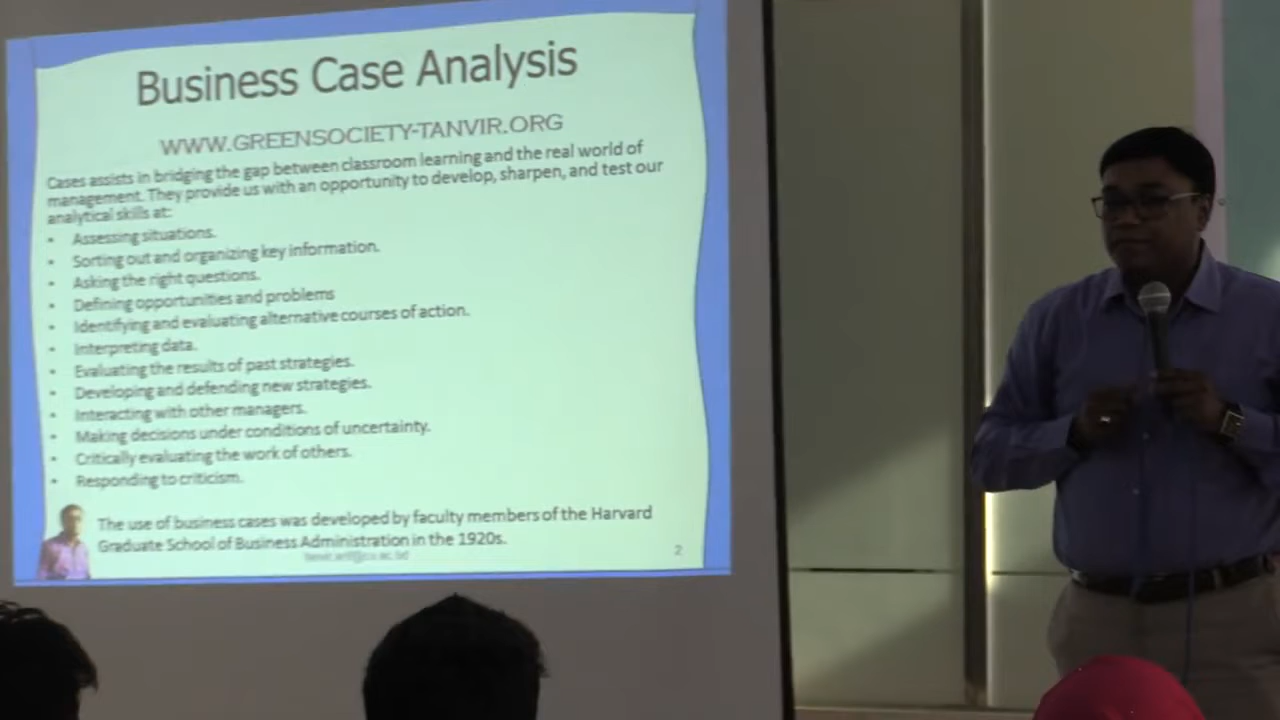 Business Case Analysis
WWW.GREENSOCIETY-TANVIR.ORG
Cases assists in bridging the gap between classroom learning and the real world of
management. They provide us with an opportunity to develop, sharpen, and test our
analytical skills at:
• Assessing situations.
• Sorting out and organizing key information.
• Asking the right questions.
• Defining opportunities and problems
• Identifying and evaluating alternative courses of action.
• Interpreting data.
• Evaluating the results of past strategies.
• Developing and defending new strategies.
• Interacting with other managers.
• Making decisions under conditions of uncertainty.
• Critically evaluating the work of others.
• Responding to criticism.
The use of business cases was developed by faculty members of the Harvard
Graduate School of Business Administration in the 1920s.
2